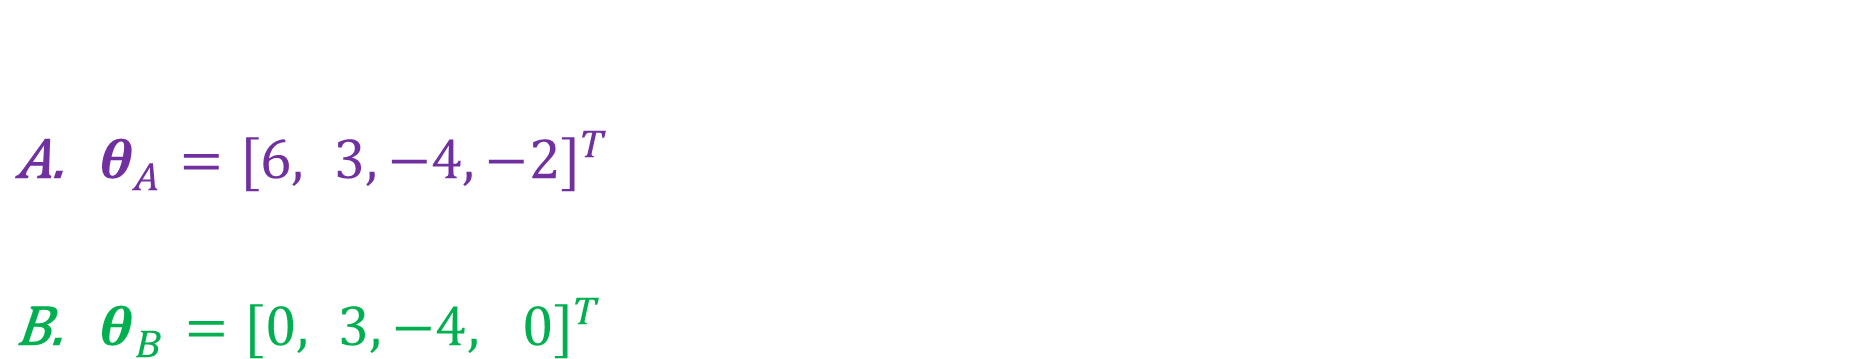 A. θ_A = [6, 3, −4, −2]^T
B. θ_B = [0, 3, −4, 0]^T